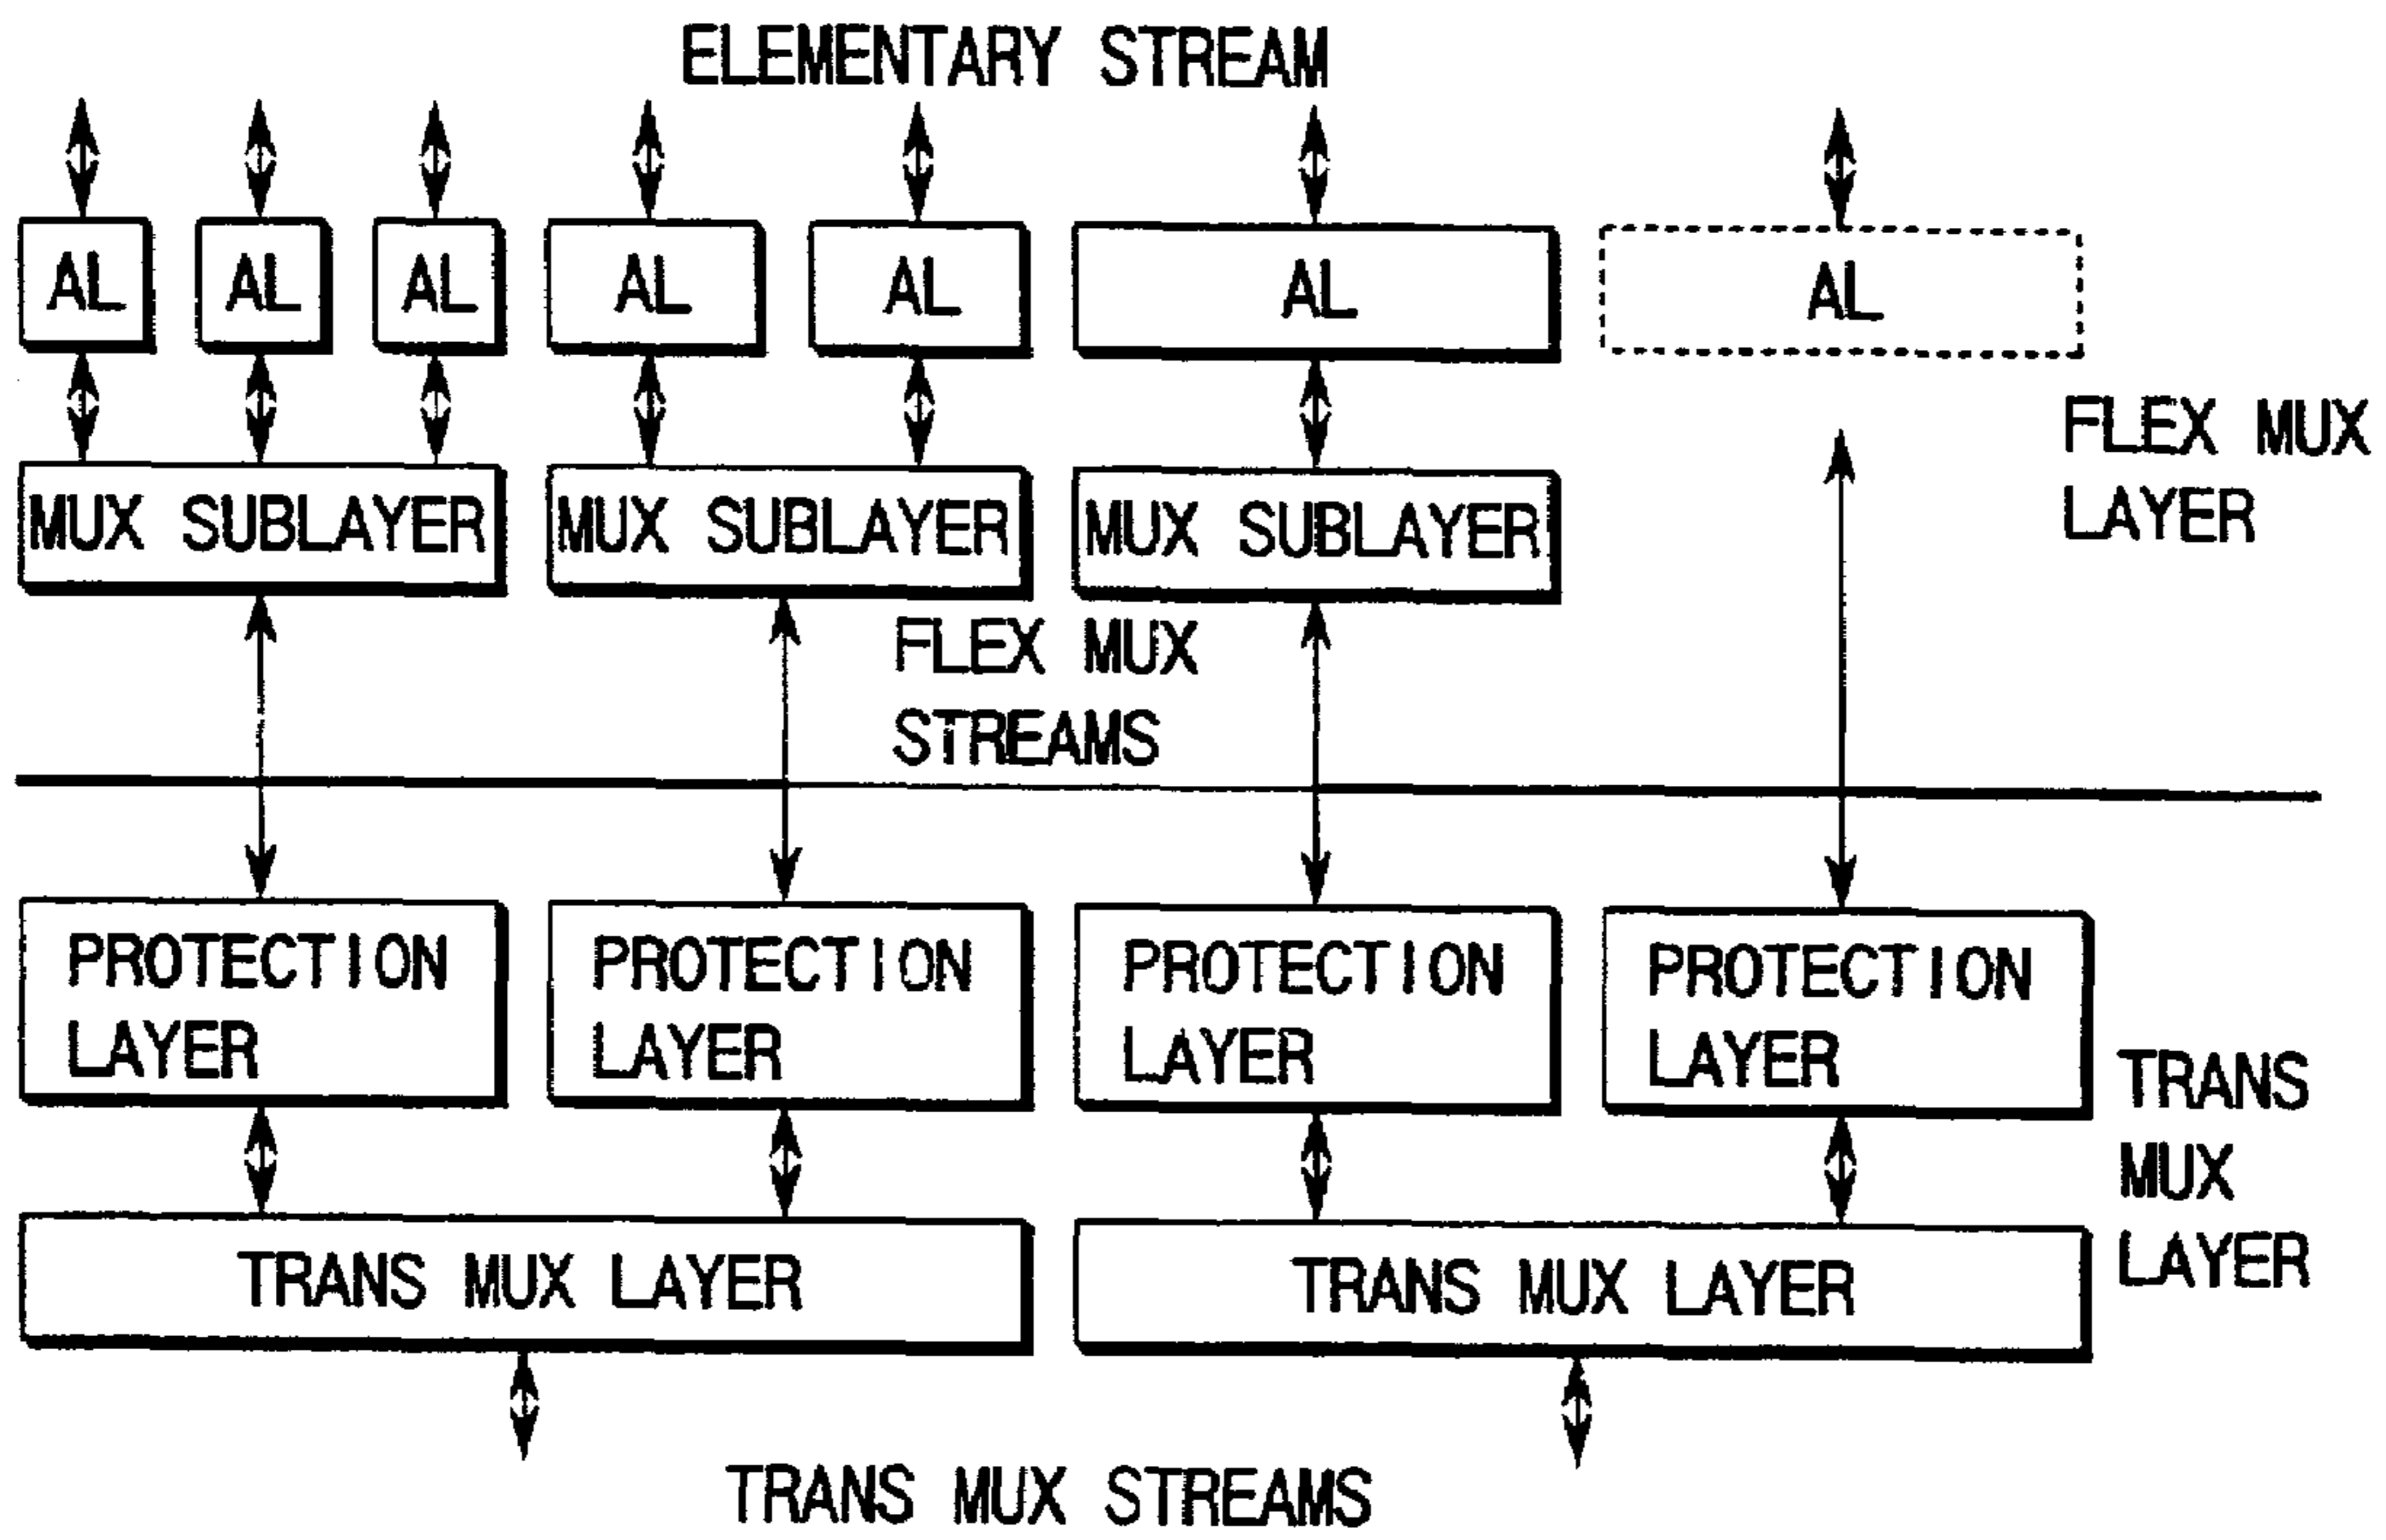 ELEMENTARY STREAM
AL AL AL AL AL AL AL
FLEX MUX
LAYER
MUX SUBLAYER MUX SUBLAYER MUX SUBLAYER
FLEX MUX
STREAMS
PROTECTION PROTECTION PROTECTION PROTECTION
LAYER LAYER LAYER LAYER
TRANS
MUX
LAYER
TRANS MUX LAYER TRANS MUX LAYER
TRANS MUX STREAMS